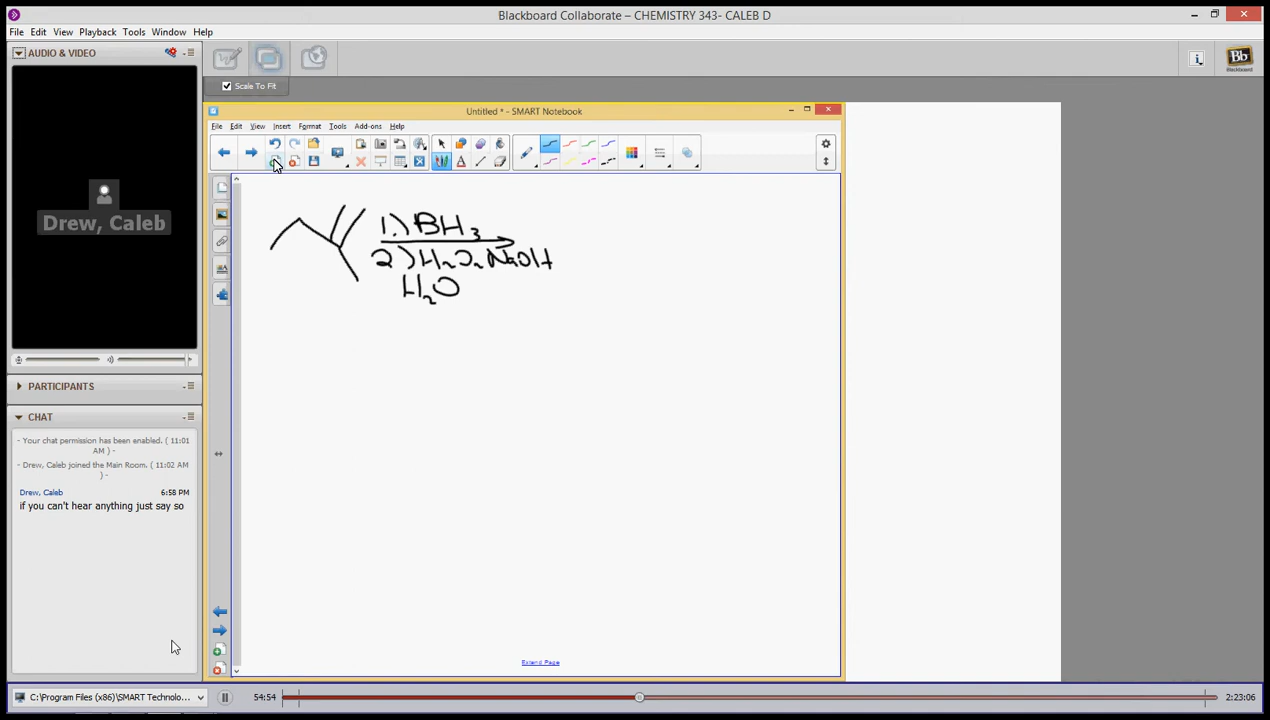 Blackboard Collaborate – CHEMISTRY 343- CALEB D
File Edit View Playback Tools Window Help
AUDIO & VIDEO
Scale To Fit
Bb
Blackboard
Drew, Caleb
PARTICIPANTS
CHAT
- Your chat permission has been enabled. ( 11:01
AM ) -
- Drew, Caleb joined the Main Room. ( 11:02 AM
) -
Drew, Caleb 6:58 PM
if you can't hear anything just say so
Untitled * - SMART Notebook
File Edit View Insert Format Tools Add-ons Help
1.) BH3
2.) H2O2 NaOH
H2O
Extend Page
C:\Program Files (x86)\SMART Technolo...
54:54
2:23:06